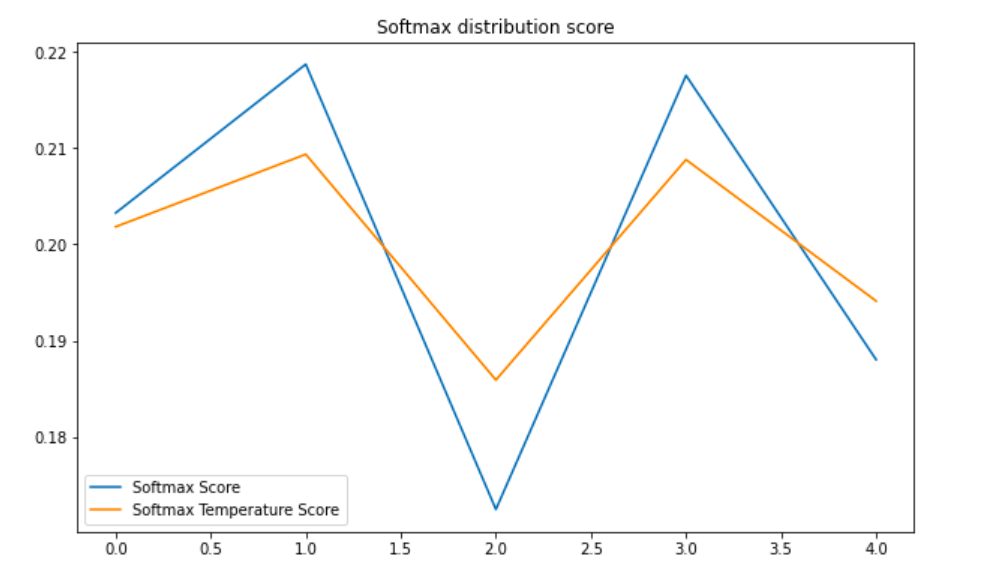 Softmax distribution score
0.22
0.21
0.20
0.19
0.18
Softmax Score
Softmax Temperature Score
0.0 0.5 1.0 1.5 2.0 2.5 3.0 3.5 4.0